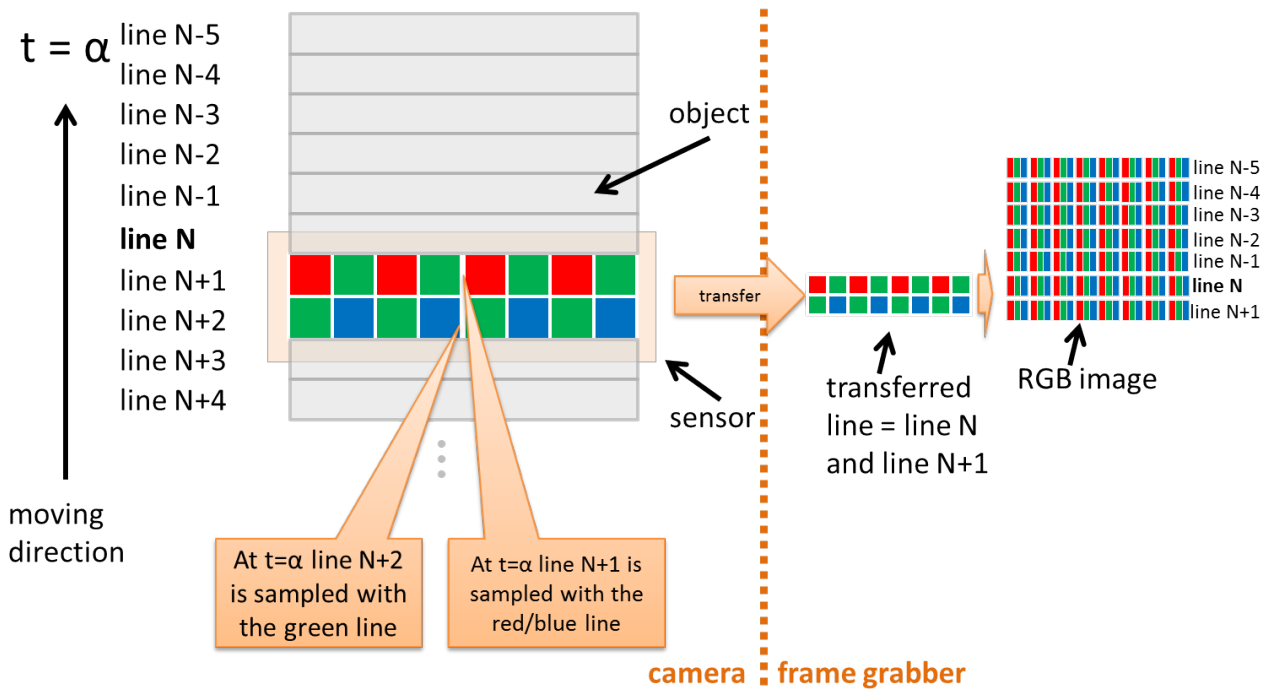 t = α
line N-5
line N-4
line N-3
line N-2
line N-1
line N
line N+1
line N+2
line N+3
line N+4
moving
direction
object
sensor
At t=α line N+2
is sampled with
the green line
At t=α line N+1 is
sampled with the
red/blue line
transfer
transferred
line = line N
and line N+1
line N-5
line N-4
line N-3
line N-2
line N-1
line N
line N+1
RGB image
camera
frame grabber